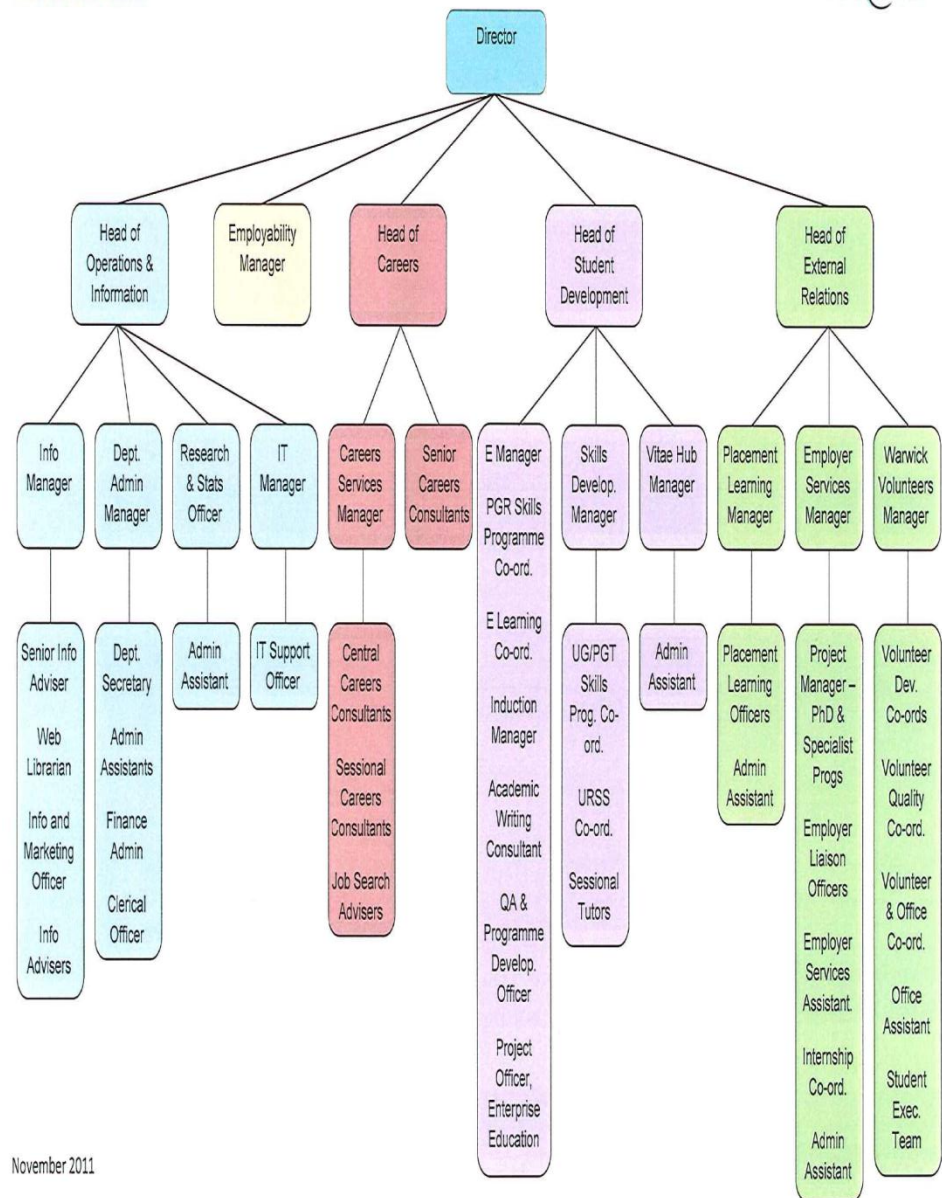 Director
Head of
Operations &
Information
Employability
Manager
Head of
Careers
Head of
Student
Development
Head of
External
Relations
Info
Manager
Dept.
Admin
Manager
Research
& Stats
Officer
IT
Manager
Careers
Services
Manager
Senior
Careers
Consultants
E Manager
PGR Skills
Programme
Co-ord.
E Learning
Co-ord.
Induction
Manager
Academic
Writing
Consultant
QA &
Programme
Develop.
Officer
Project
Officer,
Enterprise
Education
Skills
Develop.
Manager
Vitae Hub
Manager
Placement
Learning
Manager
Employer
Services
Manager
Warwick
Volunteers
Manager
Senior Info
Adviser
Web
Librarian
Info and
Marketing
Officer
Info
Advisers
Dept.
Secretary
Admin
Assistants
Finance
Admin
Clerical
Officer
Admin
Assistant
IT Support
Officer
Central
Careers
Consultants
Sessional
Careers
Consultants
Job Search
Advisers
UG/PGT
Skills
Prog. Co-
ord.
URSS
Co-ord.
Sessional
Tutors
Admin
Assistant
Placement
Learning
Officers
Admin
Assistant
Project
Manager –
PhD &
Specialist
Progs
Employer
Liaison
Officers
Employer
Services
Assistant.
Internship
Co-ord.
Admin
Assistant
Volunteer
Dev.
Co-ords
Volunteer
Quality
Co-ord.
Volunteer
& Office
Co-ord.
Office
Assistant
Student
Exec.
Team
November 2011